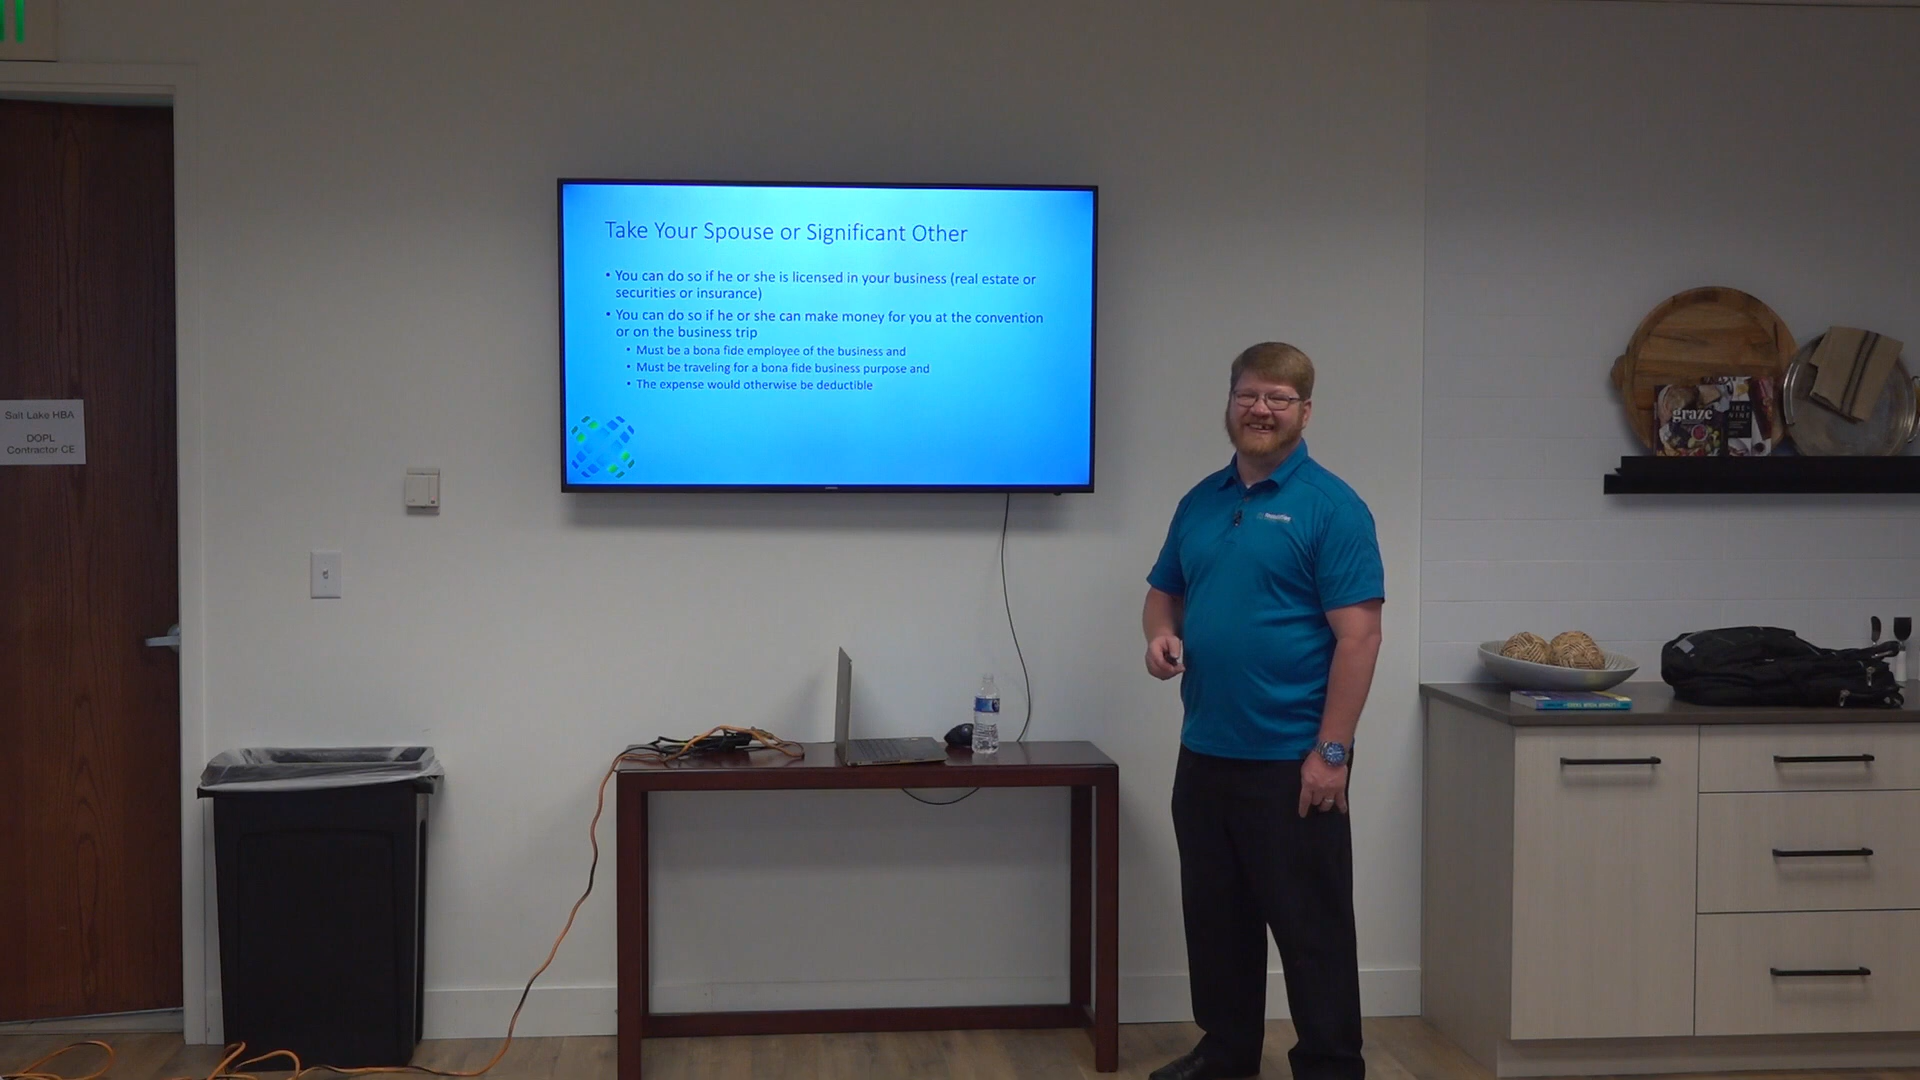 Take Your Spouse or Significant Other
• You can do so if he or she is licensed in your business (real estate or
securities or insurance)
• You can do so if he or she can make money for you at the convention
or on the business trip
• Must be a bona fide employee of the business and
• Must be traveling for a bona fide business purpose and
• The expense would otherwise be deductible
Salt Lake HBA
DOPL
Contractor CE
graze